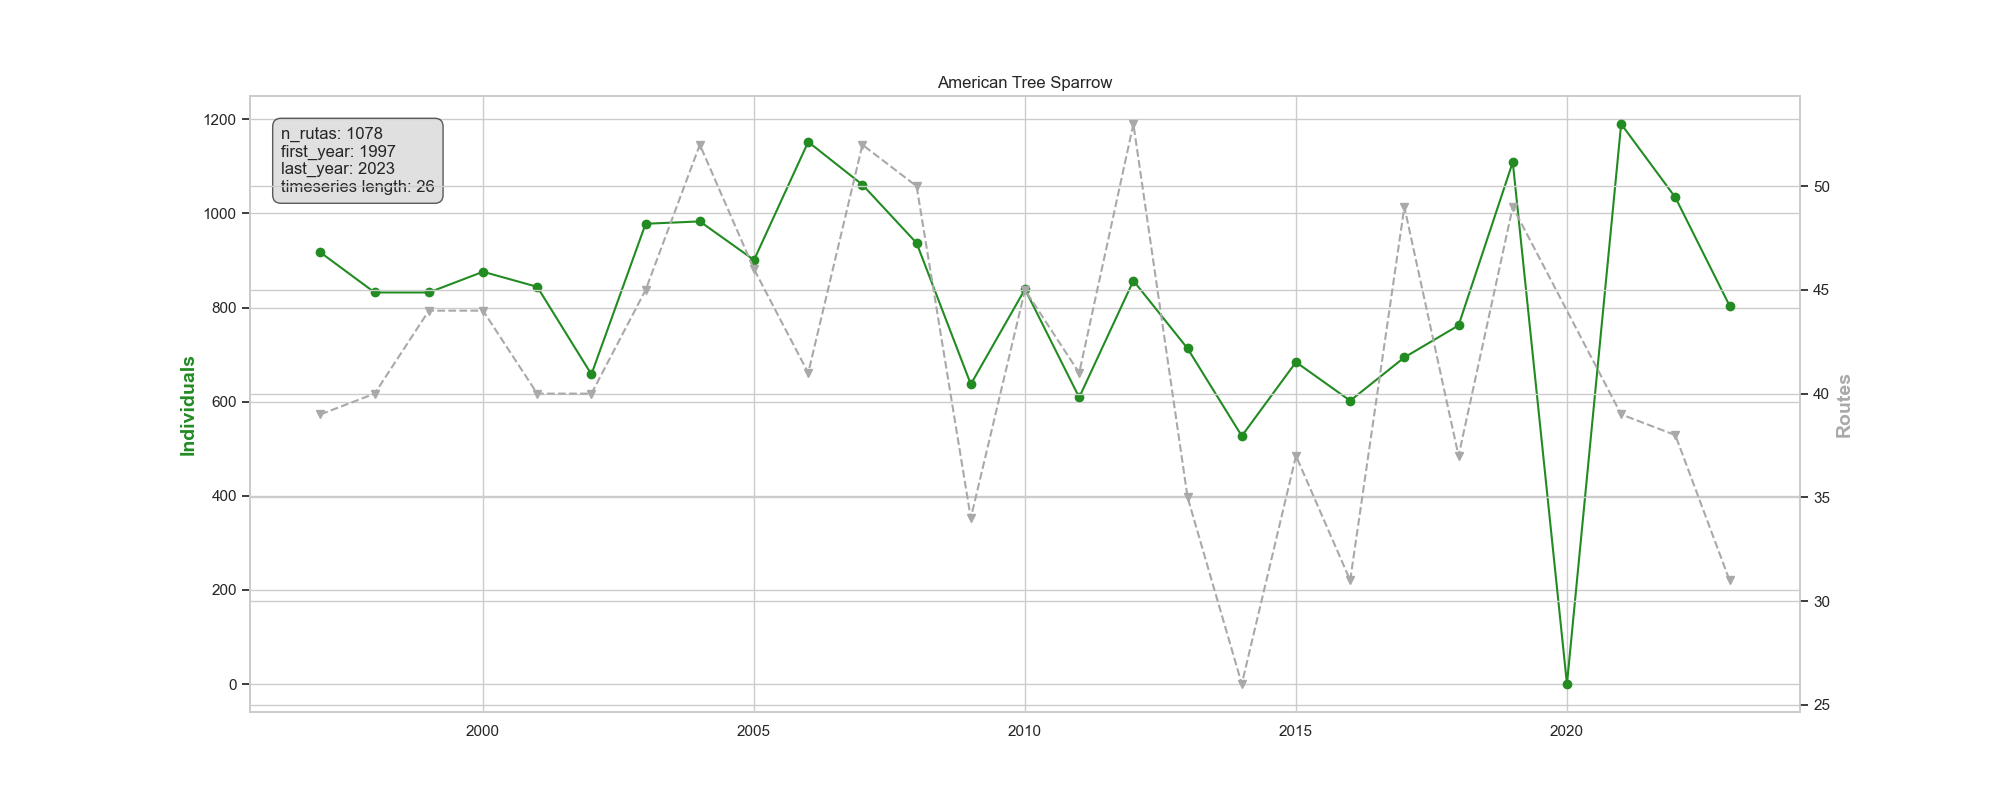 American Tree Sparrow
n_rutas: 1078
first_year: 1997
last_year: 2023
timeseries length: 26
1200
1000
800
600
400
200
0
Individuals
50
45
40
35
30
25
Routes
2000
2005
2010
2015
2020